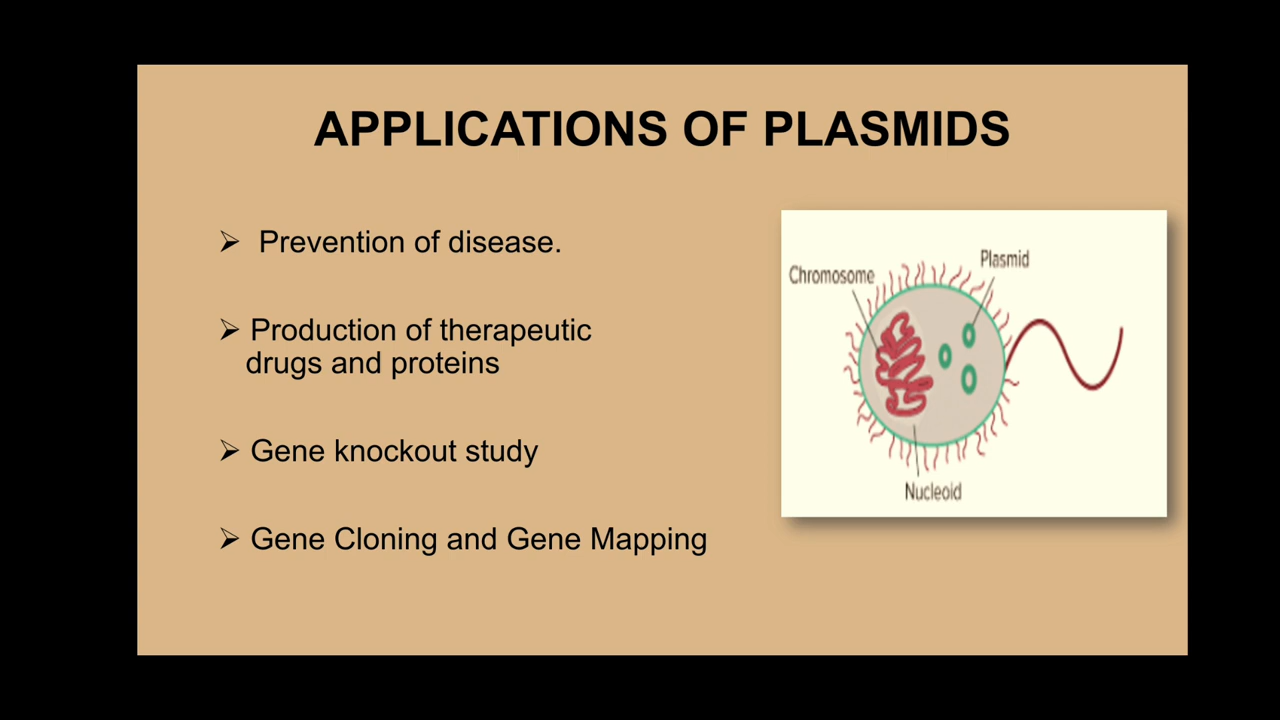 APPLICATIONS OF PLASMIDS
➢ Prevention of disease.
➢ Production of therapeutic
drugs and proteins
➢ Gene knockout study
➢ Gene Cloning and Gene Mapping
Plasmid
Chromosome
Nucleoid